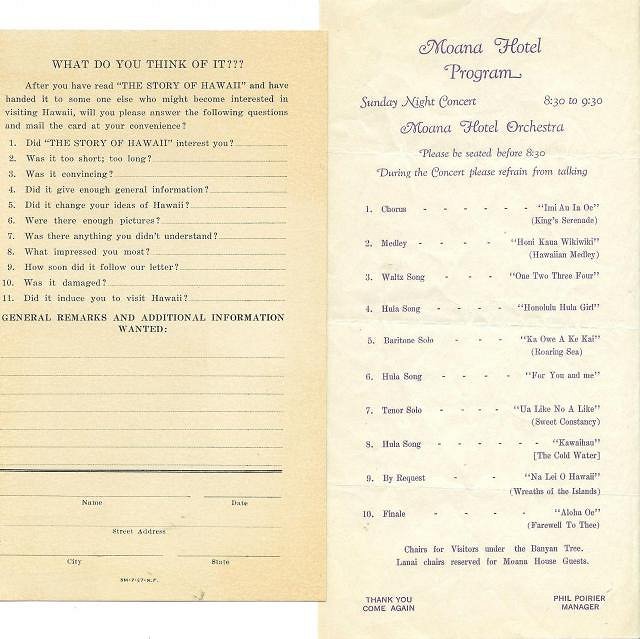 WHAT DO YOU THINK OF IT???
After you have read "THE STORY OF HAWAII" and have
handed it to some one else who might become interested in
visiting Hawaii, will you please answer the following questions
and mail the card at your convenience?
1. Did "THE STORY OF HAWAII" interest you?
2. Was it too short; too long?
3. Was it convincing?
4. Did it give enough general information?
5. Did it change your ideas of Hawaii?
6. Were there enough pictures?
7. Was there anything you didn't understand?
8. What impressed you most?
9. How soon did it follow our letter?
10. Was it damaged?
11. Did it induce you to visit Hawaii?
GENERAL REMARKS AND ADDITIONAL INFORMATION
WANTED:
Name Date
Street Address
City State
Moana Hotel
Program
Sunday Night Concert 8:30 to 9:30
Moana Hotel Orchestra
Please be seated before 8:30
During the Concert please refrain from talking
1. Chorus - - - - - "Imi Au Ia Oe"
(King's Serenade)
2. Medley - - - - "Honi Kaua Wikiwiki"
(Hawaiian Medley)
3. Waltz Song - - - - "One Two Three Four"
4. Hula Song - - - - "Honolulu Hula Girl"
5. Baritone Solo - - - "Ka Owe A Ke Kai"
(Roaring Sea)
6. Hula Song - - - - "For You and me"
7. Tenor Solo - - - - "Ua Like No A Like"
(Sweet Constancy)
8. Hula Song - - - - - - "Kawaihau"
[The Cold Water]
9. By Request - - "Na Lei O Hawaii"
(Wreaths of the Islands)
10. Finale - - - - "Aloha Oe"
(Farewell To Thee)
Chairs for Visitors under the Banyan Tree.
Lanai chairs reserved for Moana House Guests.
THANK YOU PHIL POIRIER
COME AGAIN MANAGER